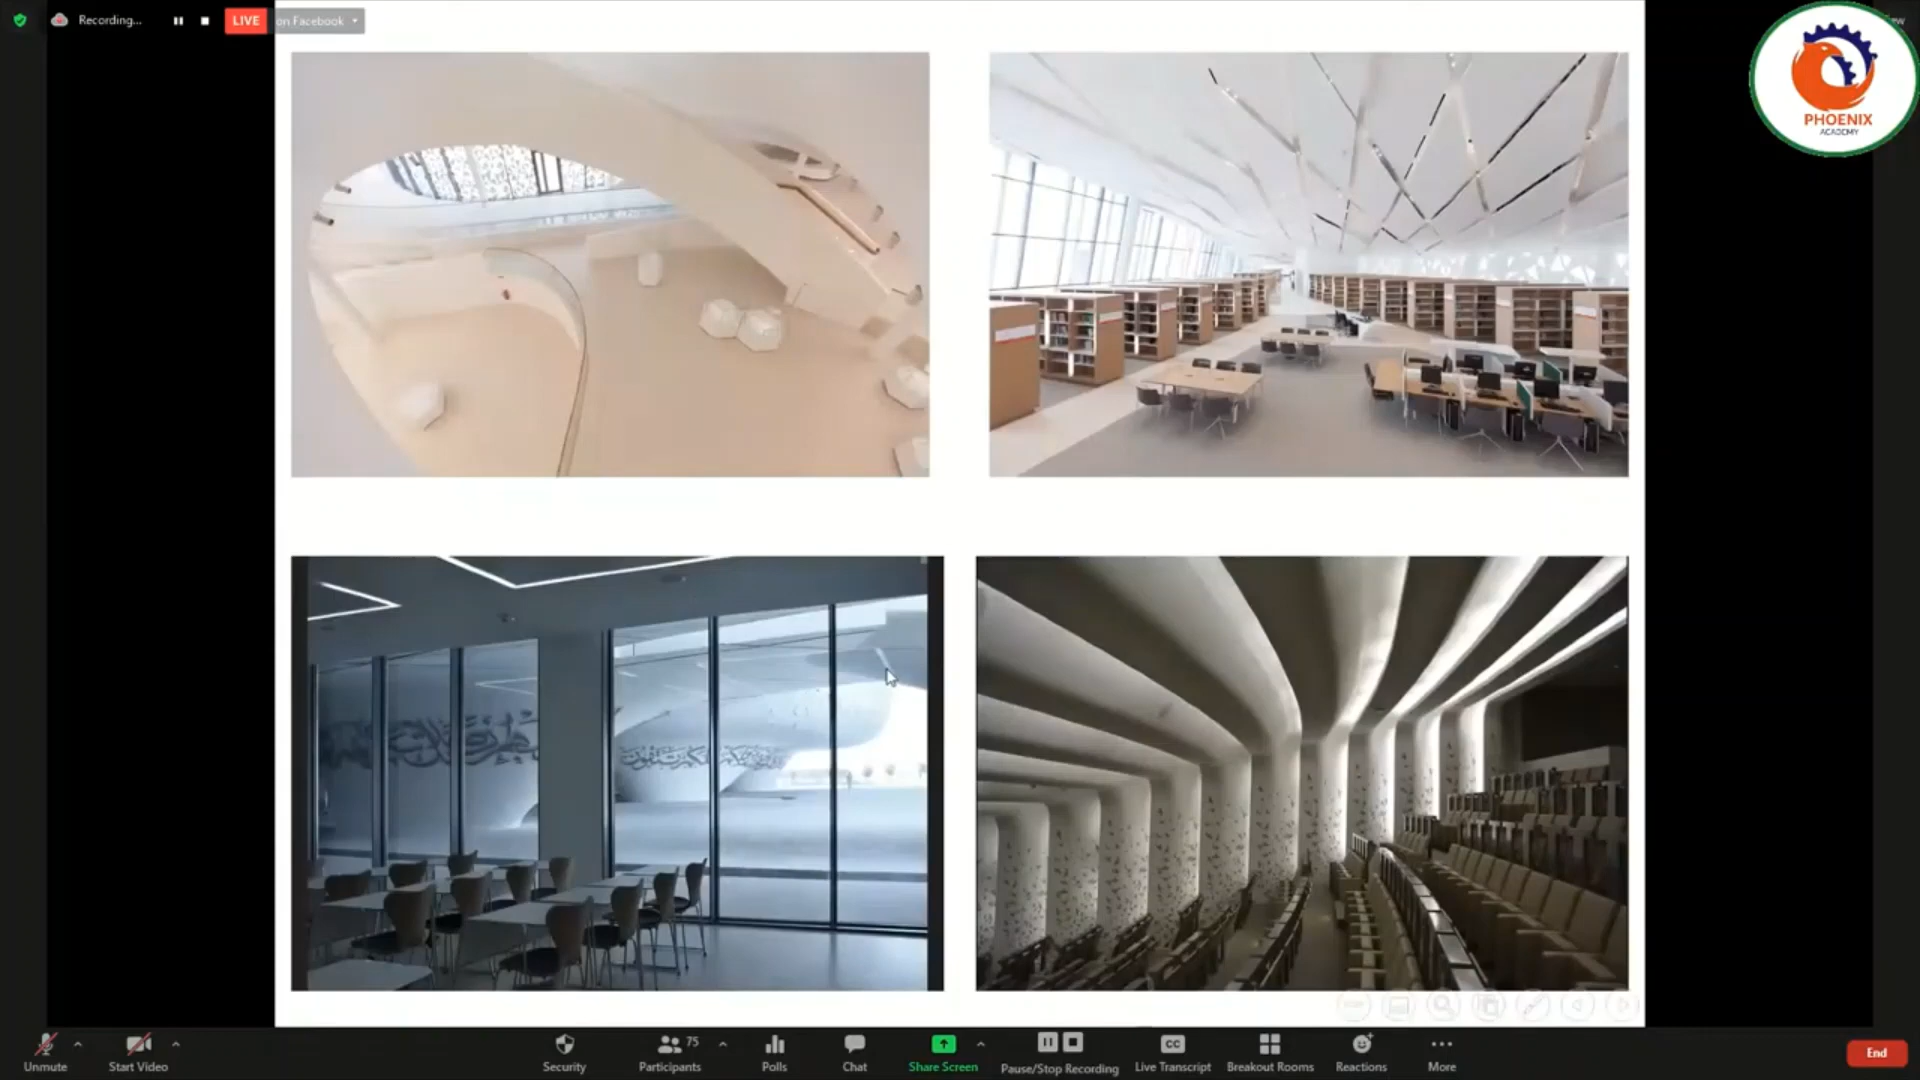 Recording...
LIVE
on Facebook
PHOENIX
ACADEMY
Unmute
Start Video
Security
Participants
75
Polls
Chat
Share Screen
Pause/Stop Recording
CC
Live Transcript
Breakout Rooms
Reactions
More
End